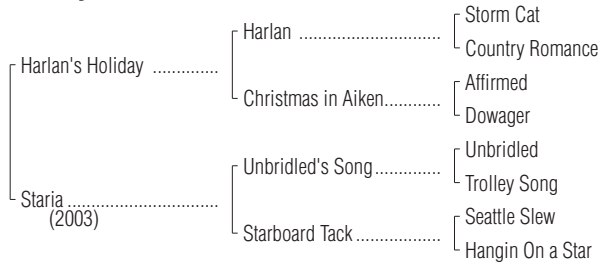 Storm Cat
Harlan ..................................
Country Romance
Harlan's Holiday ...............
Affirmed
Christmas in Aiken.............
Dowager
Unbridled
Unbridled's Song...............
Trolley Song
Staria...................................
(2003)
Seattle Slew
Starboard Tack ...................
Hangin On a Star